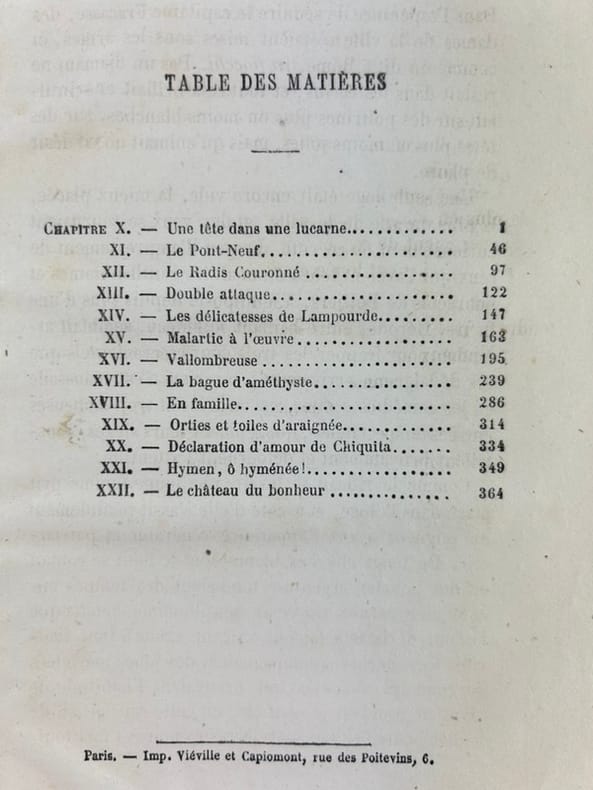 TABLE DES MATIÈRES
CHAPITRE X. — Une tête dans une lucarne............. 1
XI. — Le Pont-Neuf......................... 46
XII. — Le Radis Couronné ................... 97
XIII. — Double attaque........................ 122
XIV. — Les délicatesses de Lampourde......... 147
XV. — Malartic à l'œuvre.................... 163
XVI. — Vallombreuse ......................... 195
XVII. — La bague d'améthyste.................. 239
XVIII. — En famille............................ 286
XIX. — Orties et toiles d'araignée............ 314
XX. — Déclaration d'amour de Chiquita....... 334
XXI. — Hymen, ô hyménée!................... 349
XXII. — Le château du bonheur ............... 364
Paris. — Imp. Viéville et Capiomont, rue des Poitevins, 6.